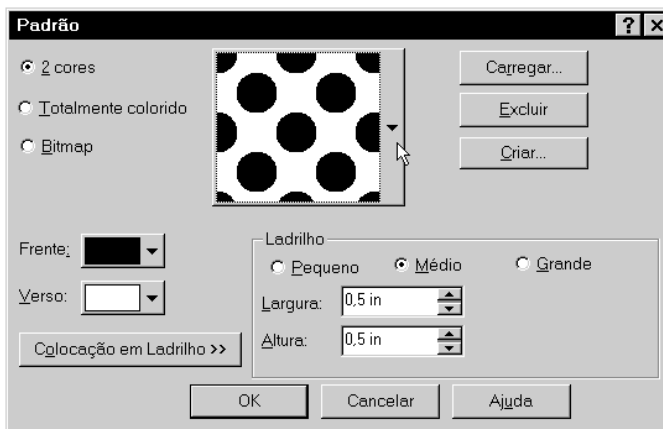 Padrão
2 cores
Totalmente colorido
Bitmap
Carregar...
Excluir
Criar...
Frente:
Verso:
Colocação em Ladrilho >>
Ladrilho
Pequeno Médio Grande
Largura: 0,5 in
Altura: 0,5 in
OK Cancelar Ajuda